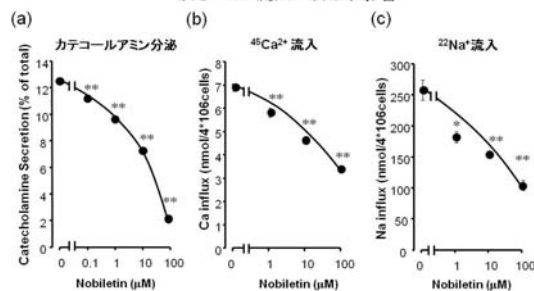 (a)
カテコールアミン分泌
Catecholamine Secretion (% of total)
14
12
10
8
6
4
2
0
0 0.1 1 10 100
Nobiletin (μM)
**
**
**
**
(b)
45Ca2+ 流入
Ca influx (nmol/4*106cells)
8
7
6
5
4
3
2
1
0
0 1 10 100
Nobiletin (μM)
**
**
**
(c)
22Na+流入
Na influx (nmol/4*106cells)
300
250
200
150
100
50
0
0 1 10 100
Nobiletin (μM)
*
**
**